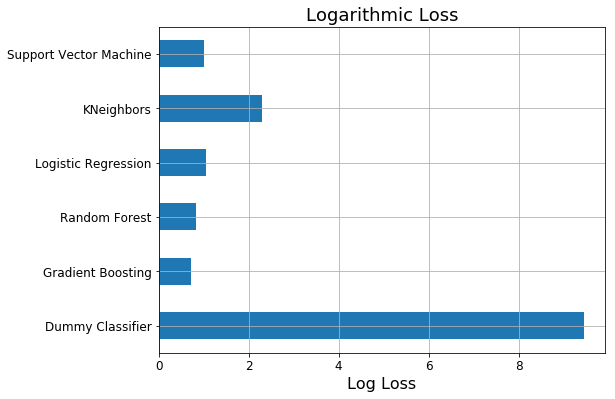 Logarithmic Loss
Support Vector Machine
KNeighbors
Logistic Regression
Random Forest
Gradient Boosting
Dummy Classifier
0 2 4 6 8
Log Loss